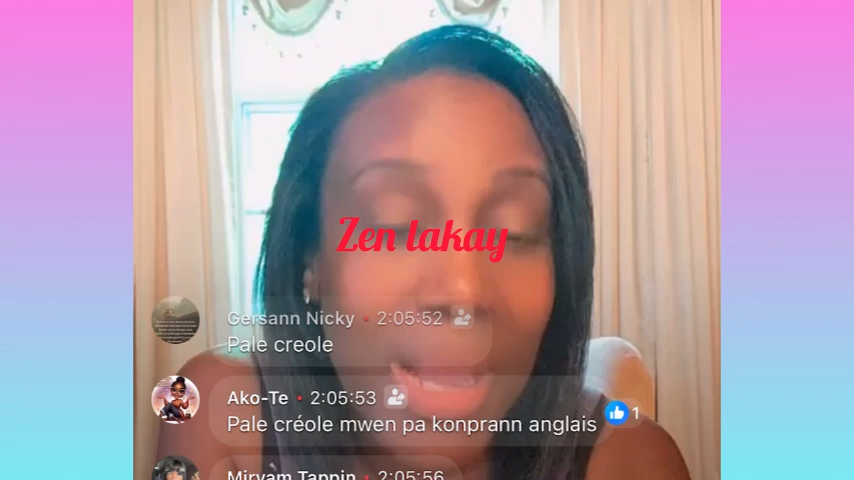 Zen lakay
Gersann Nicky • 2:05:52
Pale creole
Ako-Te • 2:05:53
Pale créole mwen pa konprann anglais
1
Miryam Tappin • 2:05:56